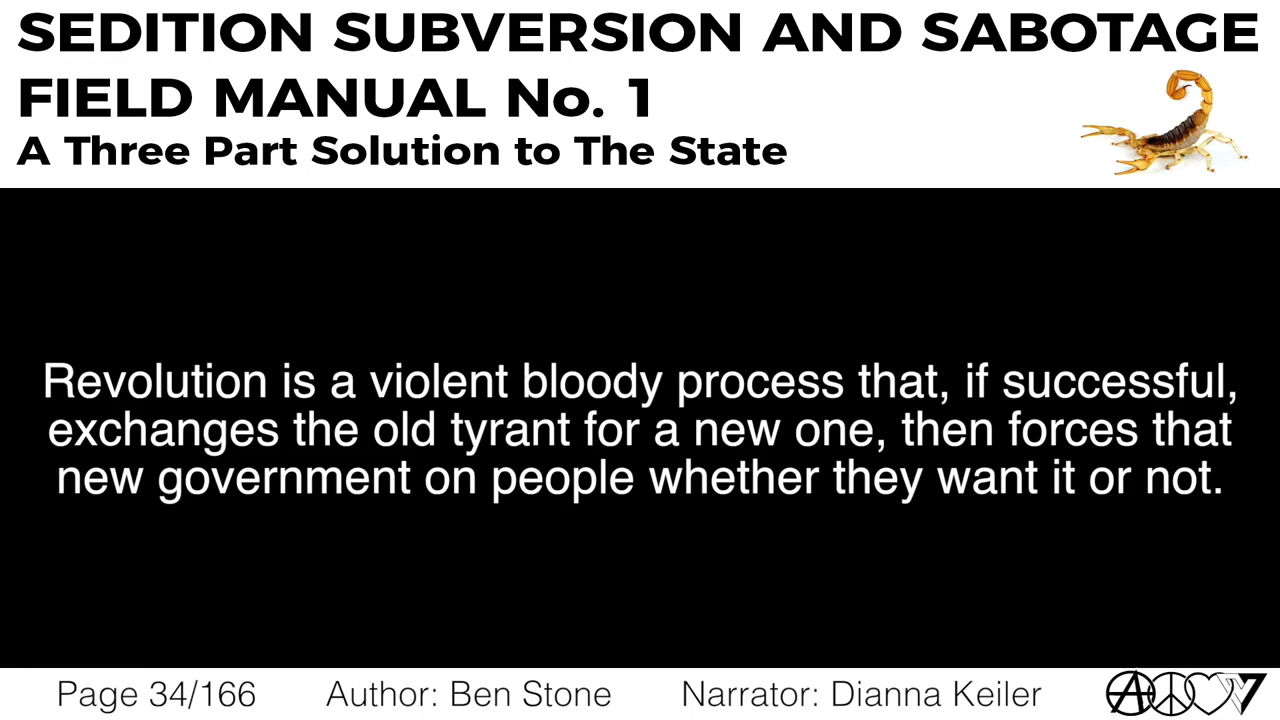 SEDITION SUBVERSION AND SABOTAGE
FIELD MANUAL No. 1
A Three Part Solution to The State
Revolution is a violent bloody process that, if successful,
exchanges the old tyrant for a new one, then forces that
new government on people whether they want it or not.
Page 34/166 Author: Ben Stone Narrator: Dianna Keiler